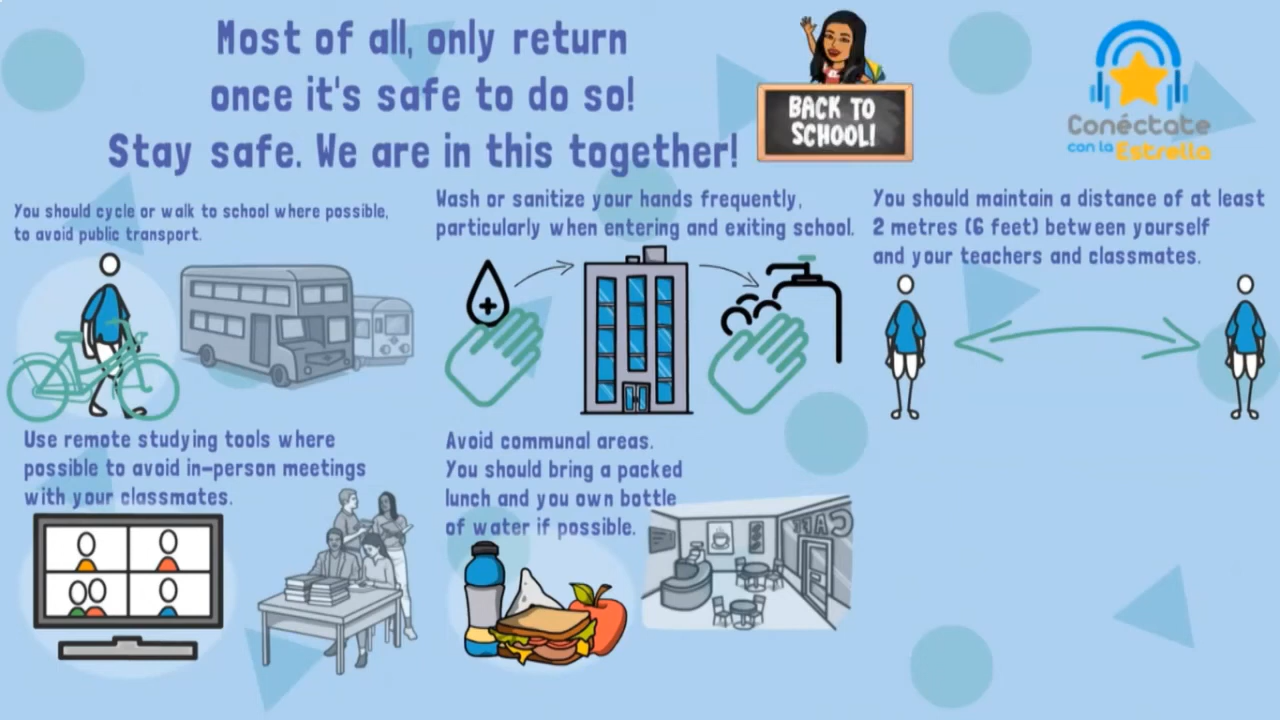 Most of all, only return
once it's safe to do so!
Stay safe. We are in this together!
BACK TO
SCHOOL!
Conéctate
con la Estrella
You should cycle or walk to school where possible,
to avoid public transport.
Wash or sanitize your hands frequently,
particularly when entering and exiting school.
You should maintain a distance of at least
2 metres (6 feet) between yourself
and your teachers and classmates.
Use remote studying tools where
possible to avoid in-person meetings
with your classmates.
Avoid communal areas.
You should bring a packed
lunch and you own bottle
of water if possible.
CAFE